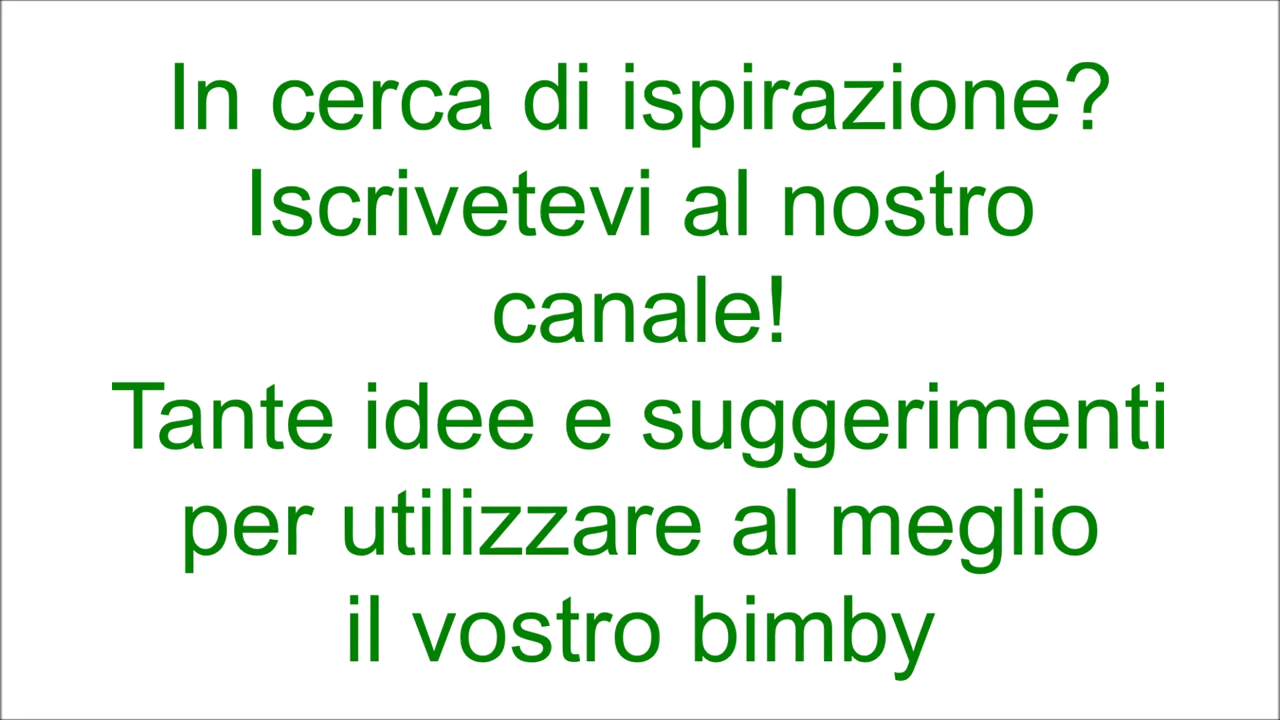 In cerca di ispirazione?
Iscrivetevi al nostro
canale!
Tante idee e suggerimenti
per utilizzare al meglio
il vostro bimby